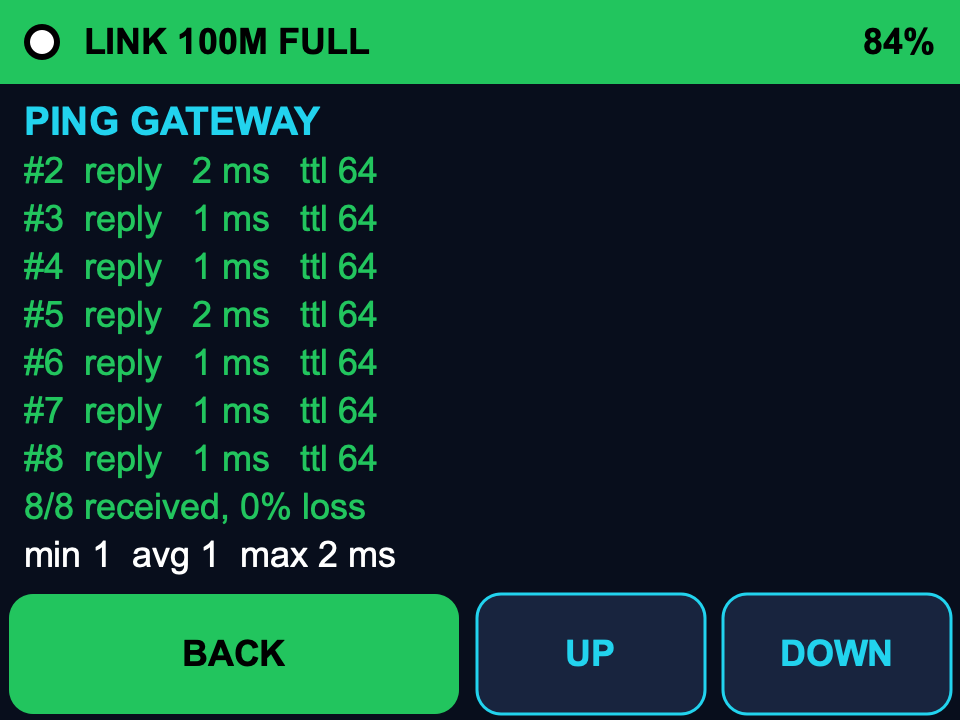 LINK 100M FULL 84%
PING GATEWAY
#2 reply 2 ms ttl 64
#3 reply 1 ms ttl 64
#4 reply 1 ms ttl 64
#5 reply 2 ms ttl 64
#6 reply 1 ms ttl 64
#7 reply 1 ms ttl 64
#8 reply 1 ms ttl 64
8/8 received, 0% loss
min 1 avg 1 max 2 ms
BACK UP DOWN